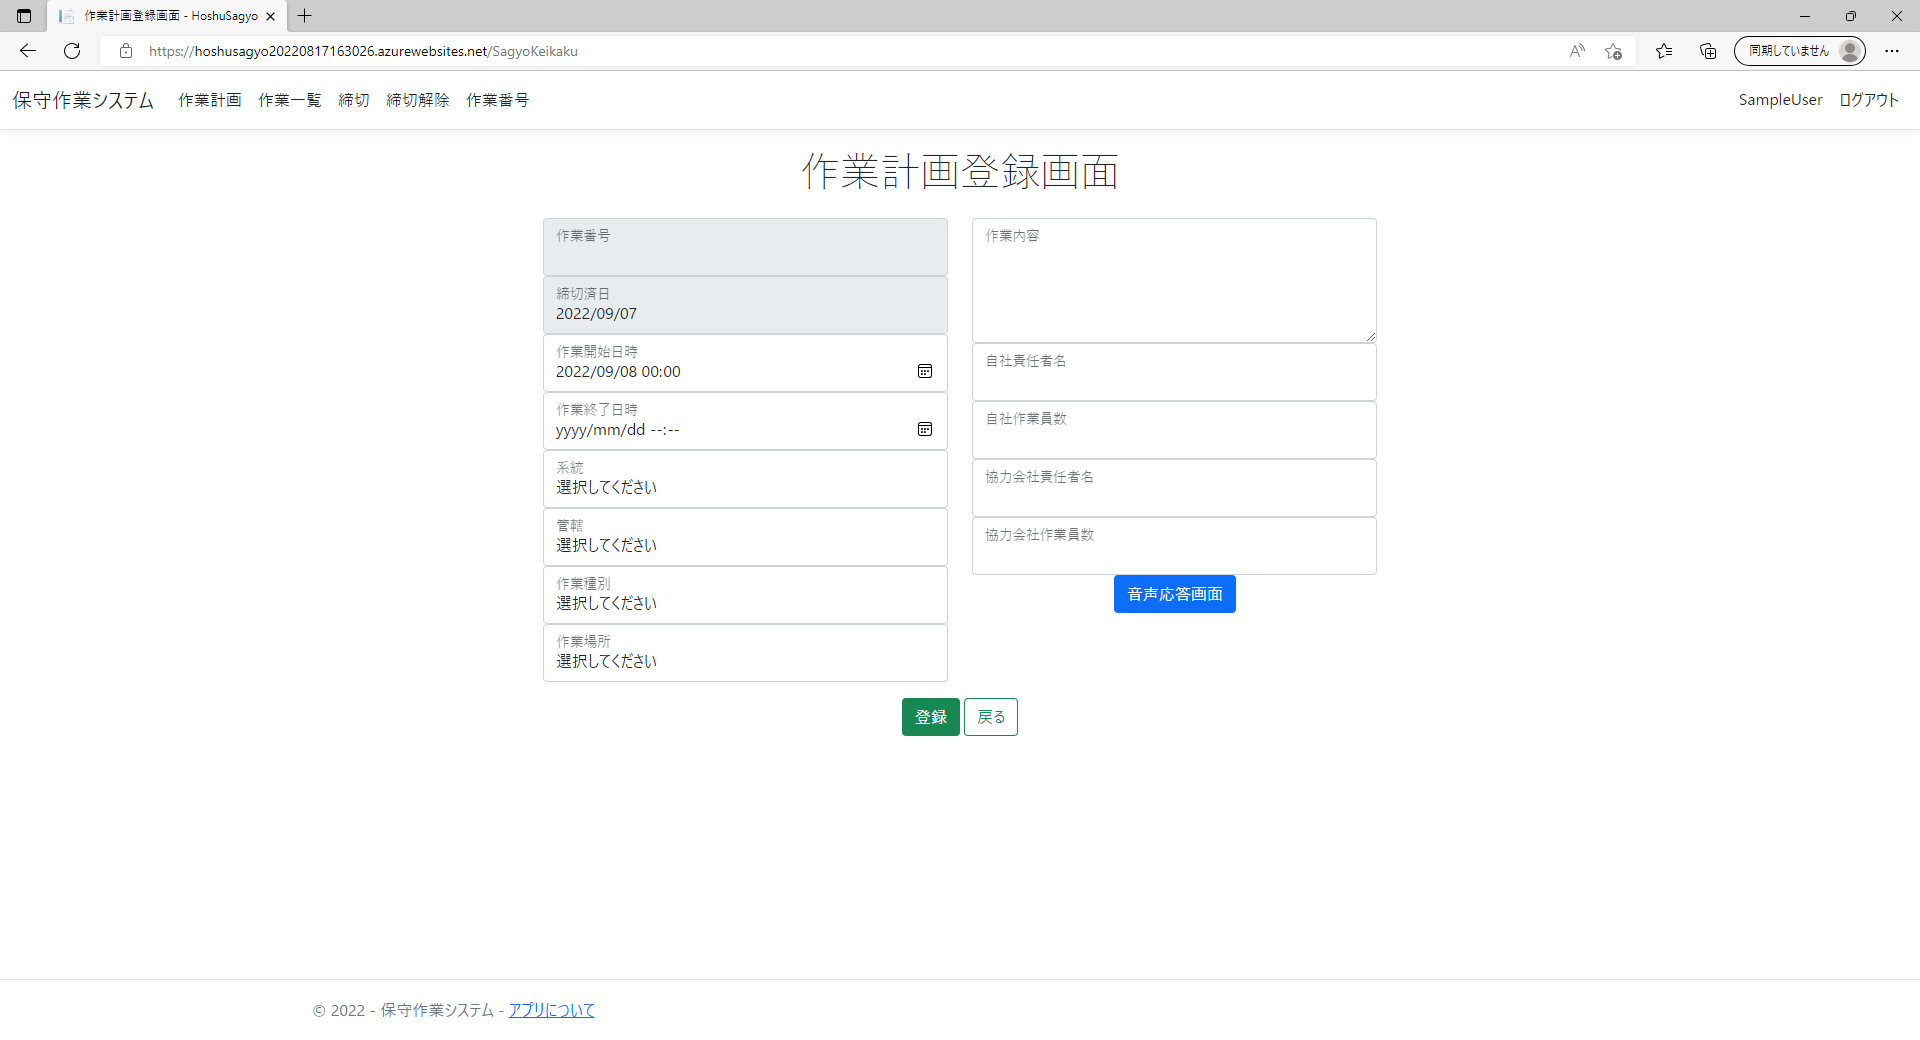 作業計画登録画面 - HoshuSagyo
https://hoshusagyo20220817163026.azurewebsites.net/SagyoKeikaku
同期していません
保守作業システム 作業計画 作業一覧 締切 締切解除 作業番号 SampleUser ログアウト
作業計画登録画面
作業番号
締切済日
2022/09/07
作業開始日時
2022/09/08 00:00
作業終了日時
yyyy/mm/dd --:--
系統
選択してください
管轄
選択してください
作業種別
選択してください
作業場所
選択してください
作業内容
自社責任者名
自社作業員数
協力会社責任者名
協力会社作業員数
音声応答画面
登録 戻る
© 2022 - 保守作業システム - アプリについて